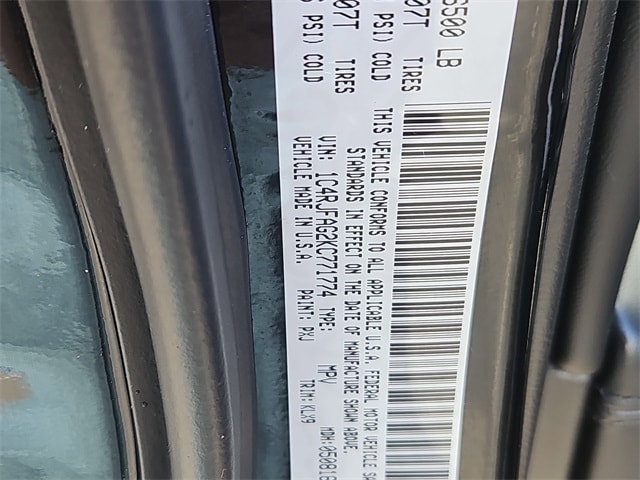 6500 LB
07T TIRES
PSI) COLD
07T TIRES
PSI) COLD
THIS VEHICLE CONFORMS TO ALL APPLICABLE U.S.A. FEDERAL MOTOR VEHICLE
STANDARDS IN EFFECT ON THE DATE OF MANUFACTURE SHOWN ABOVE.
VIN: 1C4RJFAG2KC771774 TYPE: MPV MDH:050818
VEHICLE MADE IN U.S.A. PAINT: PXJ TRIM: KLX9